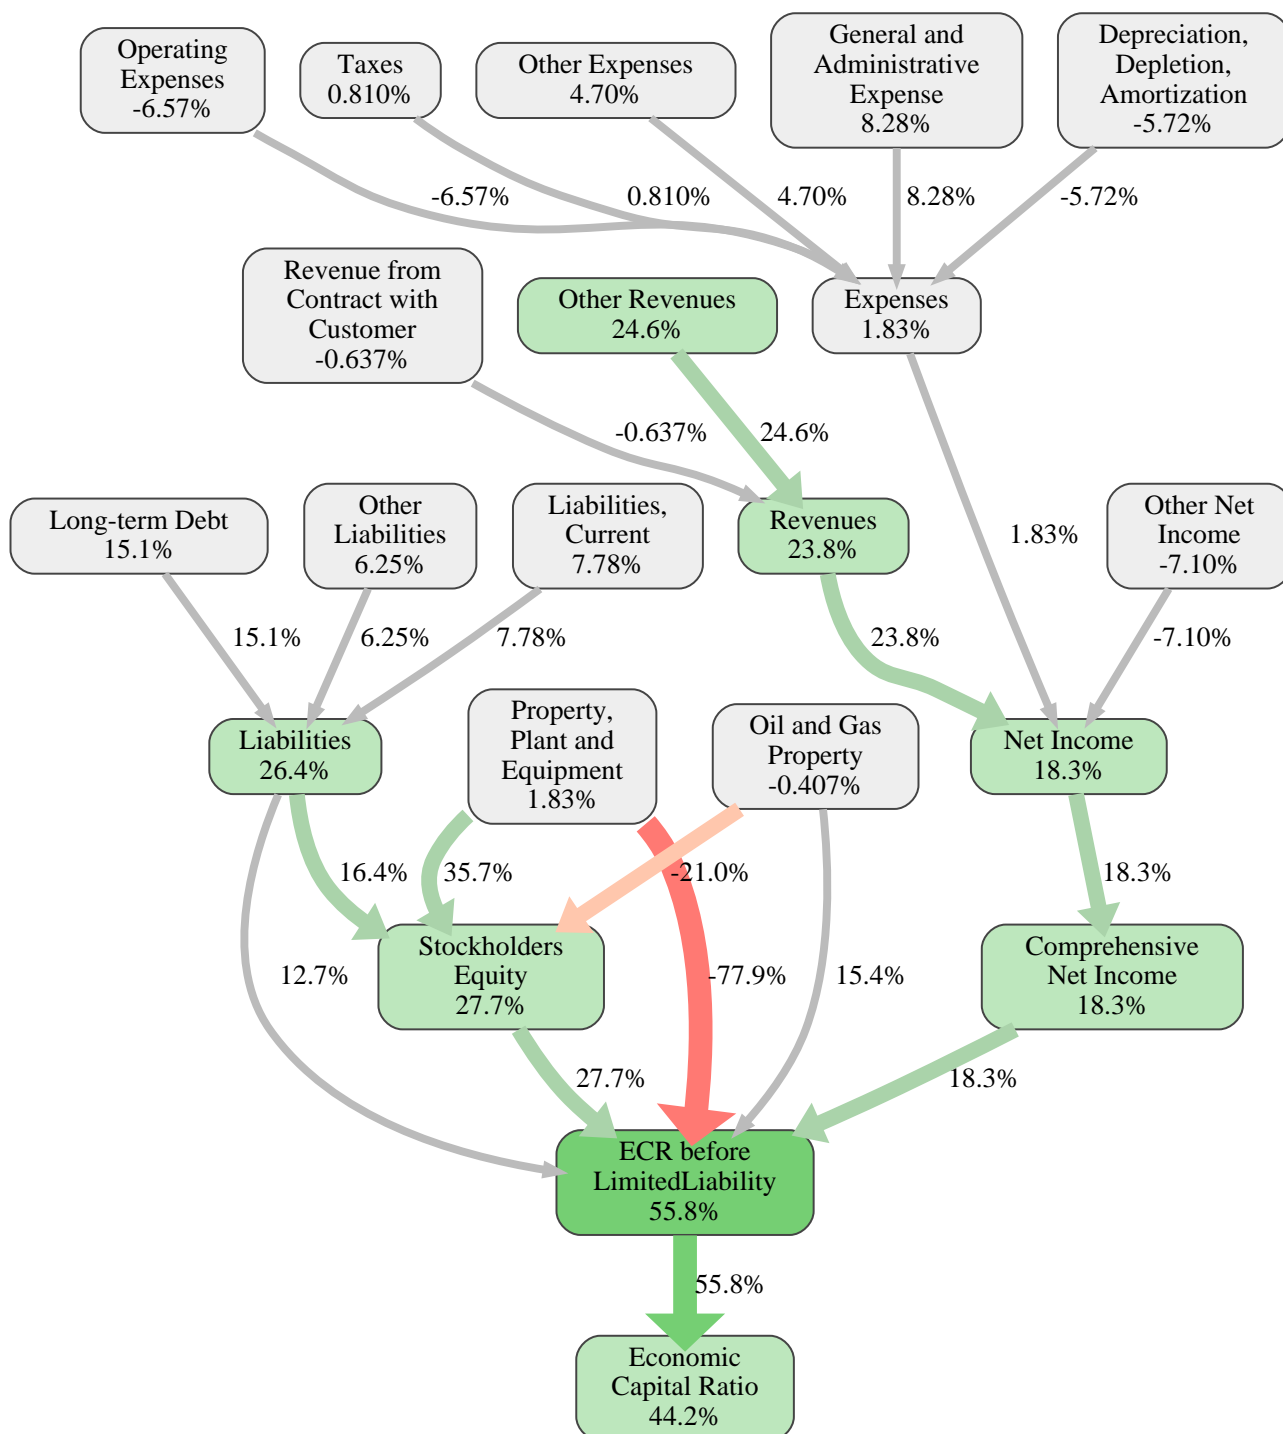 Operating
Expenses
-6.57%
Taxes
0.810%
Other Expenses
4.70%
General and
Administrative
Expense
8.28%
Depreciation,
Depletion,
Amortization
-5.72%
-6.57%
0.810%
4.70%
8.28%
-5.72%
Revenue from
Contract with
Customer
-0.637%
Other Revenues
24.6%
Expenses
1.83%
-0.637%
24.6%
1.83%
Long-term Debt
15.1%
Other
Liabilities
6.25%
Liabilities,
Current
7.78%
Revenues
23.8%
Other Net
Income
-7.10%
15.1%
6.25%
7.78%
23.8%
-7.10%
Liabilities
26.4%
Property,
Plant and
Equipment
1.83%
Oil and Gas
Property
-0.407%
Net Income
18.3%
16.4%
35.7%
-21.0%
18.3%
12.7%
Stockholders
Equity
27.7%
-77.9%
15.4%
Comprehensive
Net Income
18.3%
27.7%
18.3%
ECR before
LimitedLiability
55.8%
55.8%
Economic
Capital Ratio
44.2%